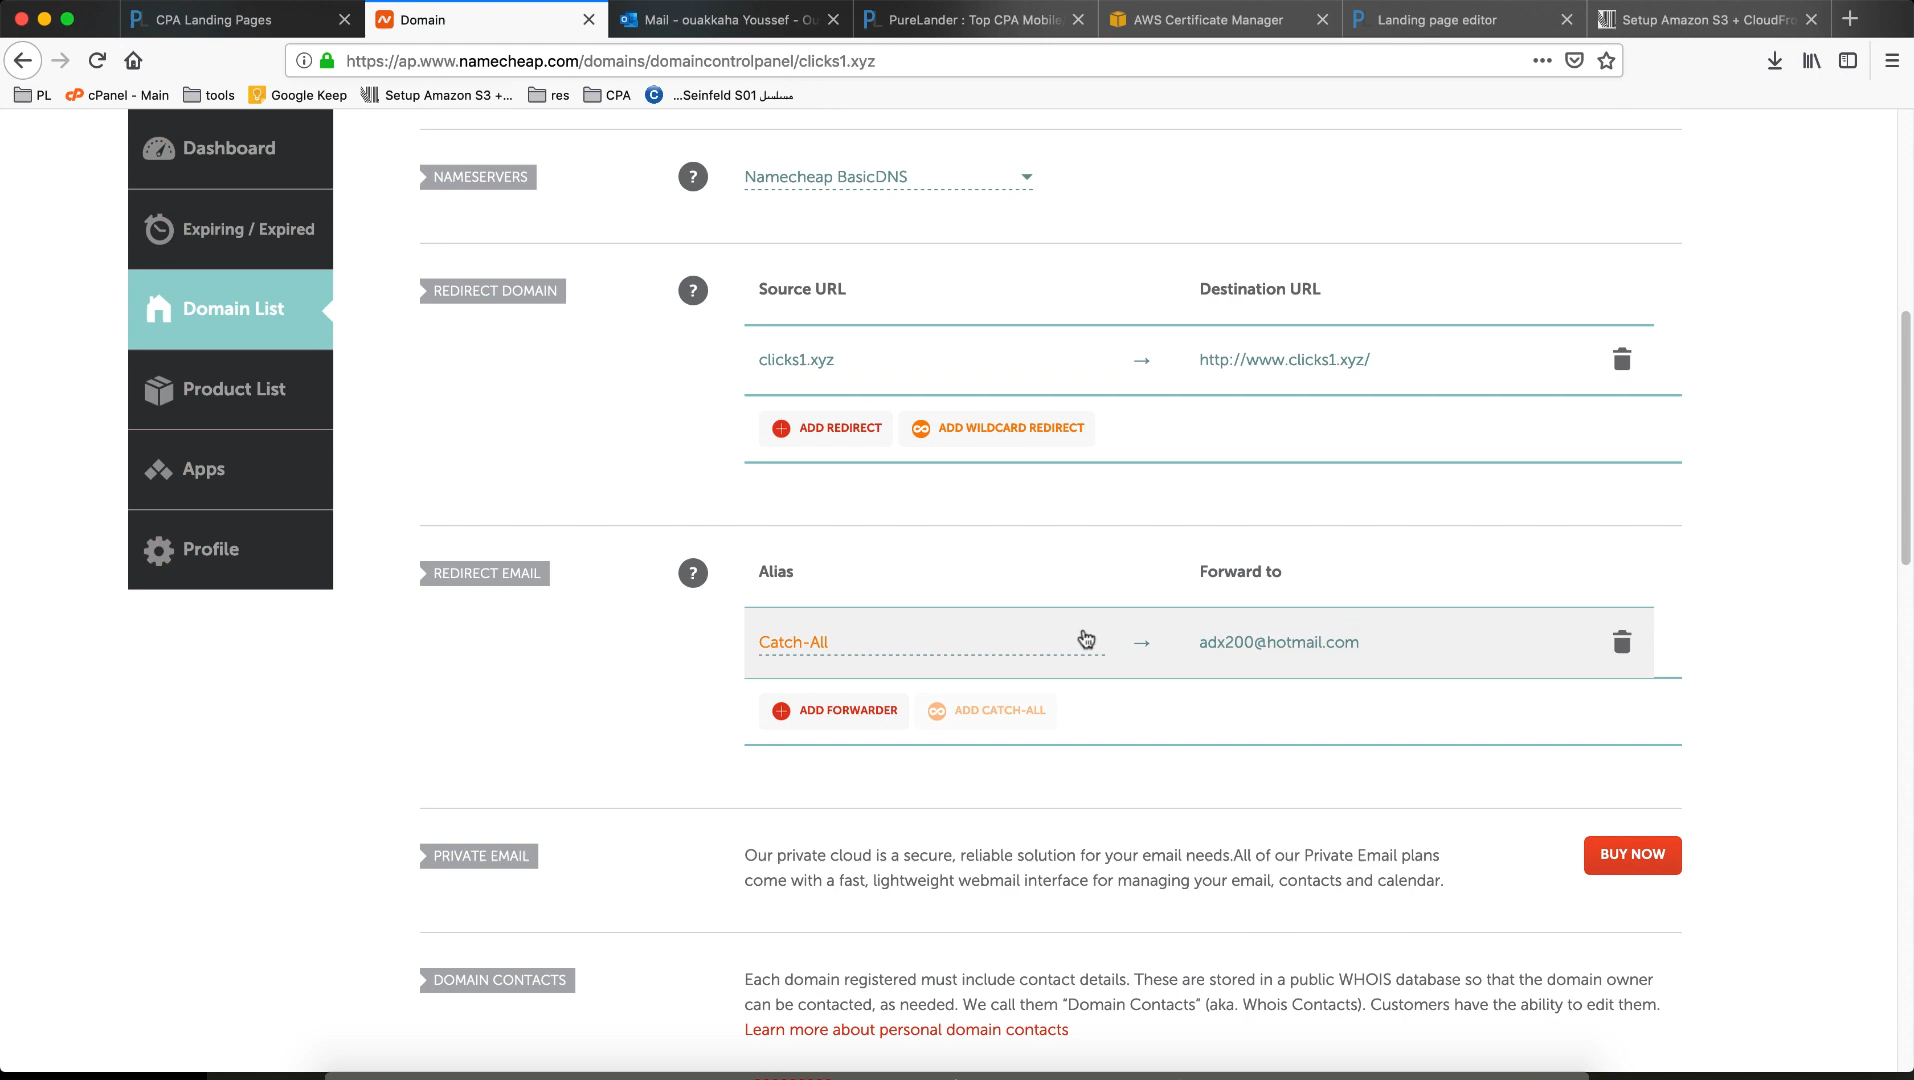 CPA Landing Pages
Domain
Mail - ouakkaha Youssef - Ou
PureLander : Top CPA Mobile
AWS Certificate Manager
Landing page editor
Setup Amazon S3 + CloudFro
https://ap.www.namecheap.com/domains/domaincontrolpanel/clicks1.xyz
PL
cPanel - Main
tools
Google Keep
Setup Amazon S3 +...
res
CPA
...Seinfeld S01 مسلسل
Dashboard
Expiring / Expired
Domain List
Product List
Apps
Profile
NAMESERVERS
?
Namecheap BasicDNS
REDIRECT DOMAIN
?
Source URL
Destination URL
clicks1.xyz
→
http://www.clicks1.xyz/
ADD REDIRECT
ADD WILDCARD REDIRECT
REDIRECT EMAIL
?
Alias
Forward to
Catch-All
→
adx200@hotmail.com
ADD FORWARDER
ADD CATCH-ALL
PRIVATE EMAIL
Our private cloud is a secure, reliable solution for your email needs.All of our Private Email plans
come with a fast, lightweight webmail interface for managing your email, contacts and calendar.
BUY NOW
DOMAIN CONTACTS
Each domain registered must include contact details. These are stored in a public WHOIS database so that the domain owner
can be contacted, as needed. We call them “Domain Contacts” (aka. Whois Contacts). Customers have the ability to edit them.
Learn more about personal domain contacts